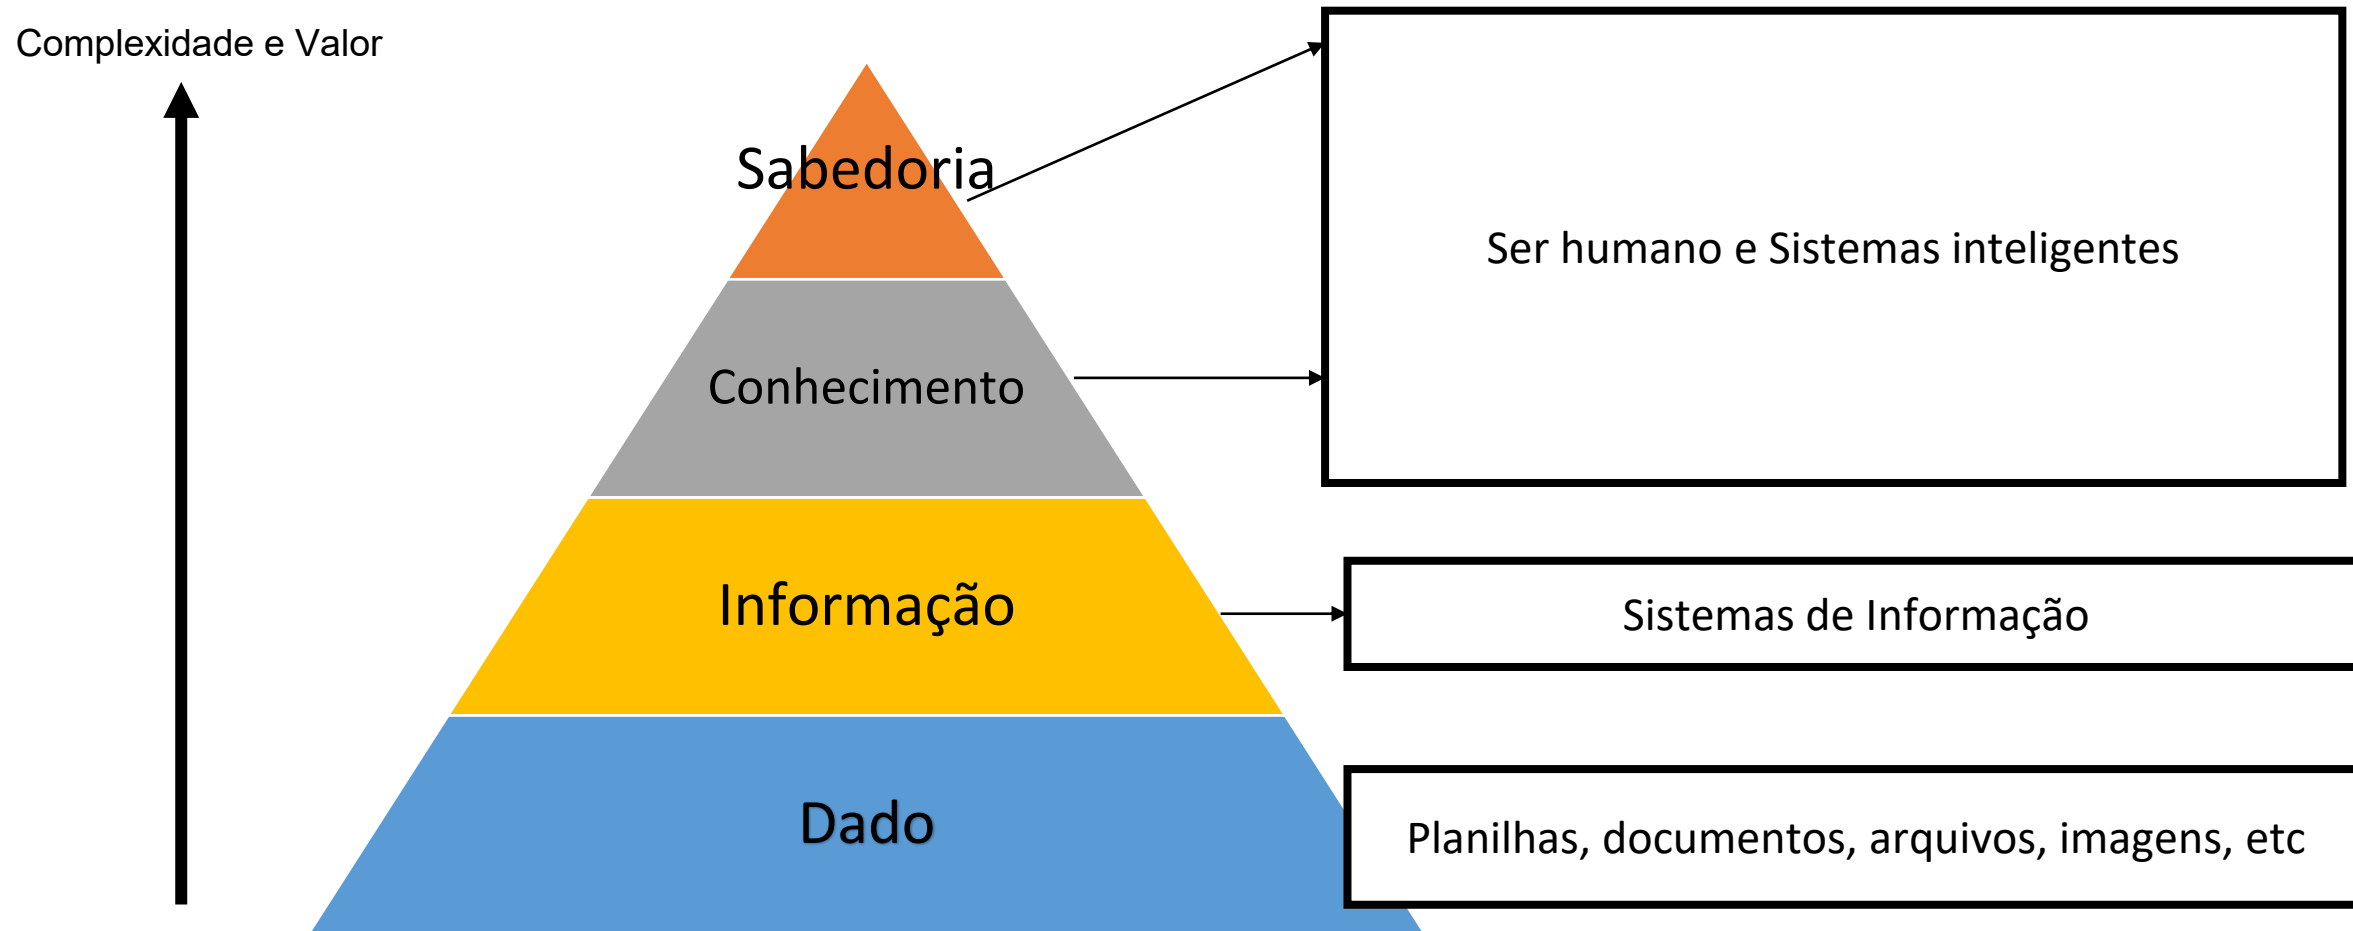 Complexidade e Valor
Sabedoria
Ser humano e Sistemas inteligentes
Conhecimento
Informação
Sistemas de Informação
Dado
Planilhas, documentos, arquivos, imagens, etc